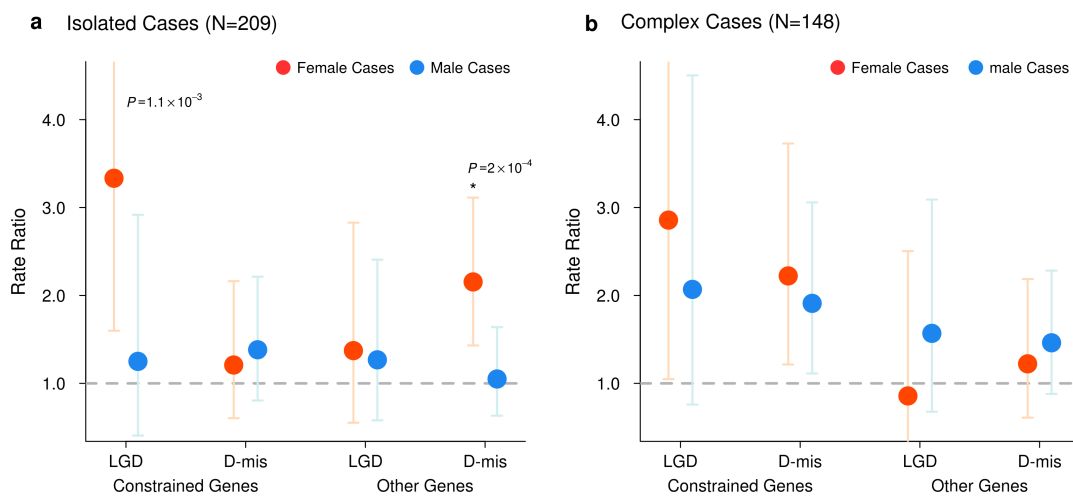 a Isolated Cases (N=209)
Female Cases Male Cases
P=1.1×10⁻³
P=2×10⁻⁴
*
4.0
3.0
2.0
1.0
Rate Ratio
LGD D-mis LGD D-mis
Constrained Genes Other Genes
b Complex Cases (N=148)
Female Cases male Cases
4.0
3.0
2.0
1.0
Rate Ratio
LGD D-mis LGD D-mis
Constrained Genes Other Genes